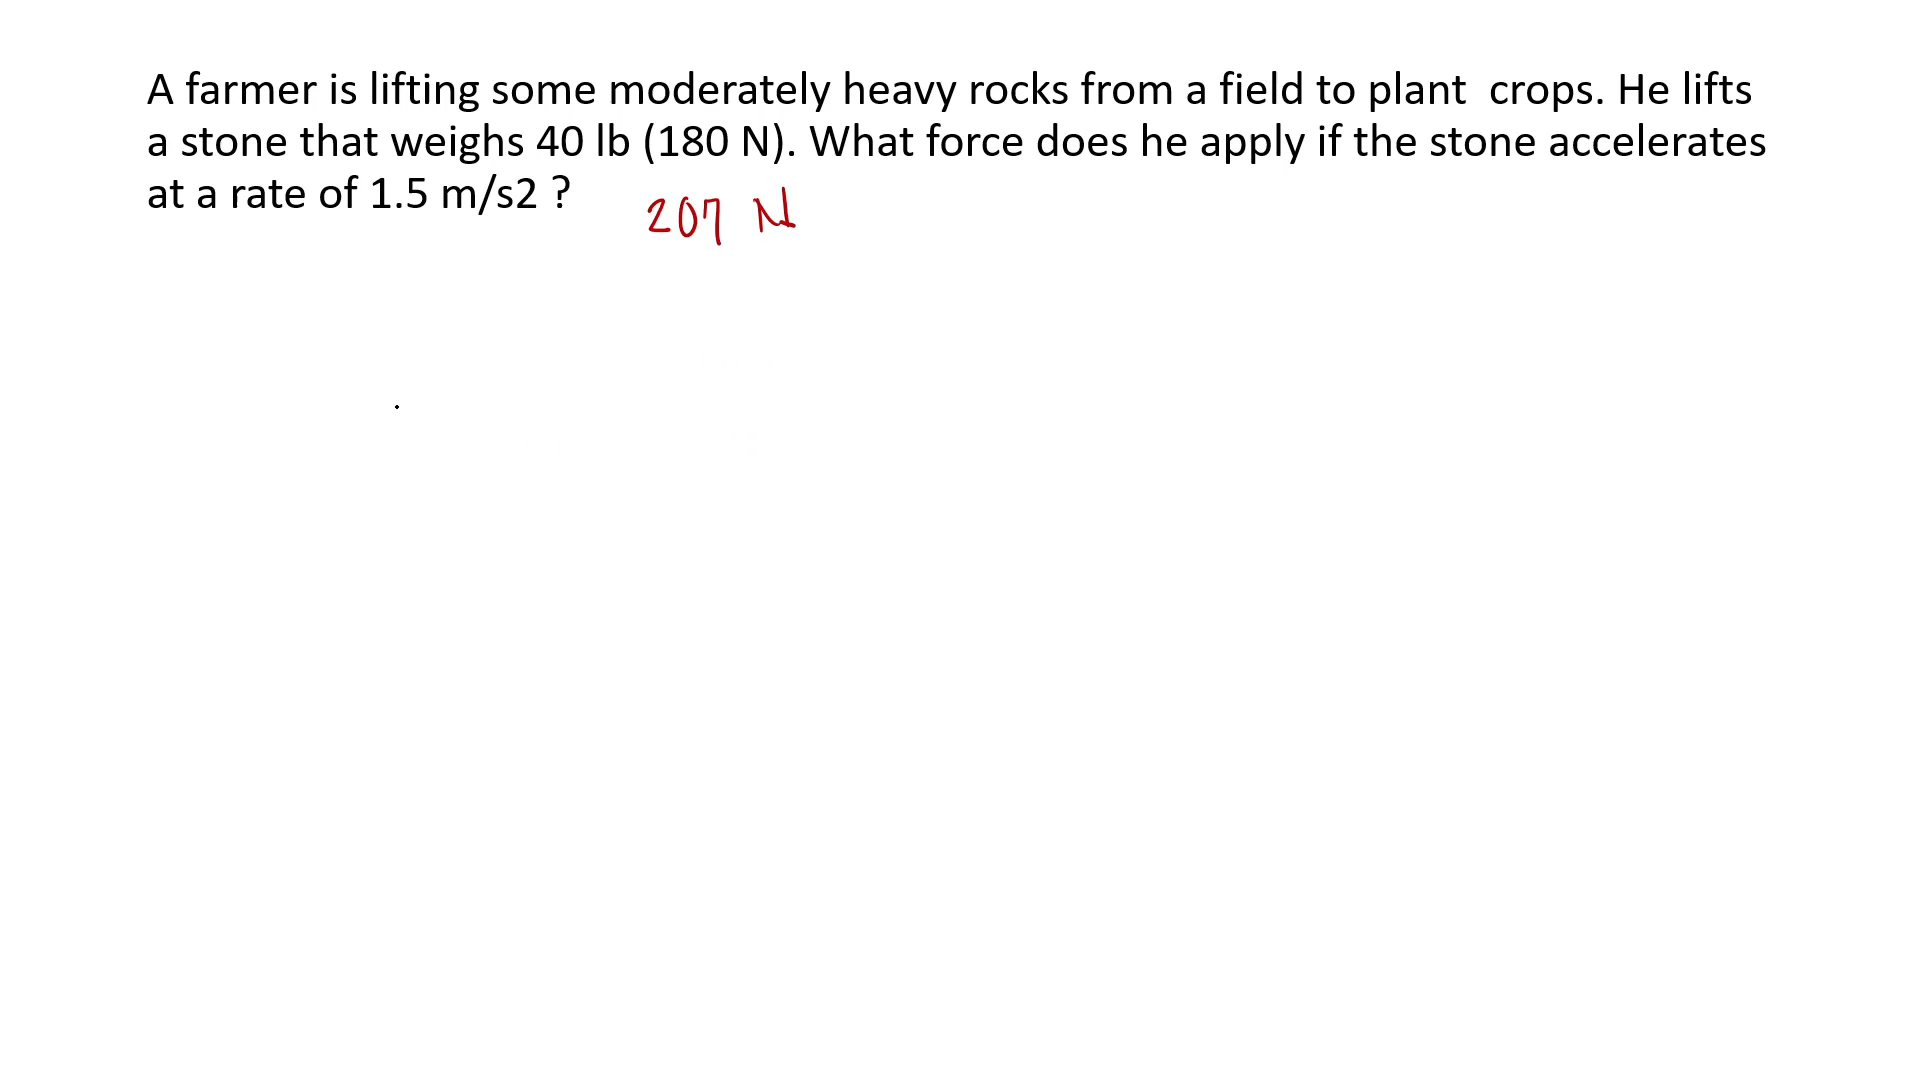 A farmer is lifting some moderately heavy rocks from a field to plant  crops. He lifts
a stone that weighs 40 lb (180 N). What force does he apply if the stone accelerates
at a rate of 1.5 m/s2 ?
207 N